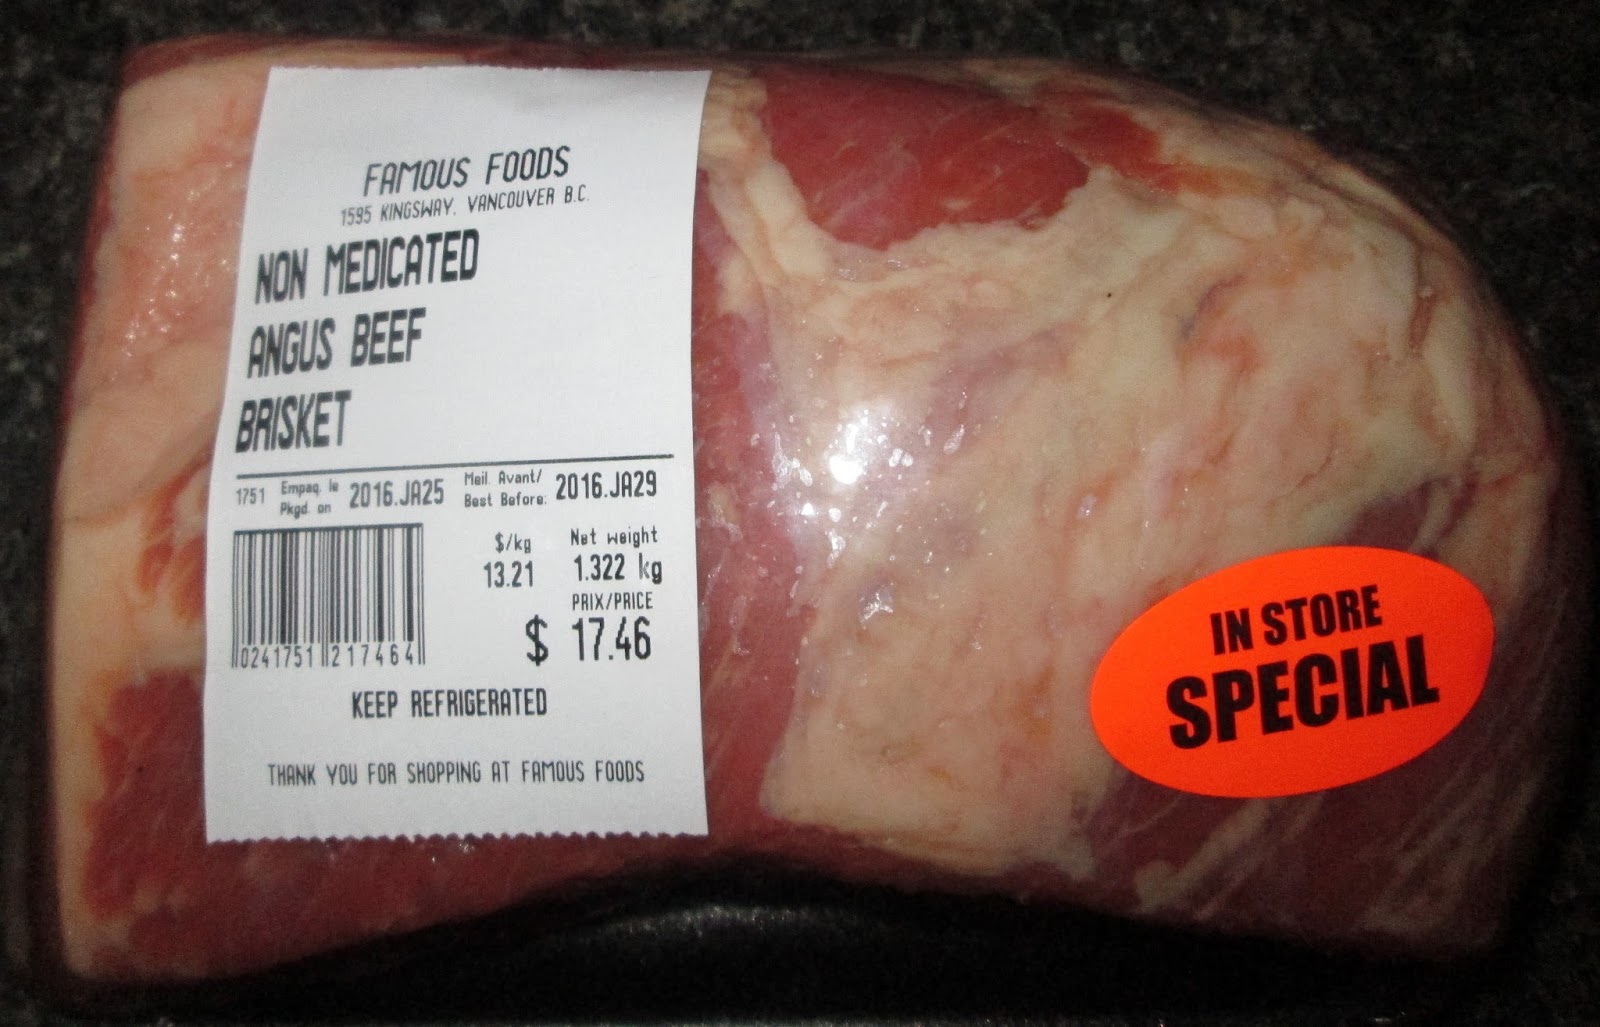 FAMOUS FOODS
1595 KINGSWAY. VANCOUVER B.C.
NON MEDICATED
ANGUS BEEF
BRISKET
1751 Empaq. le Pkgd. on 2016.JA25 Meil. Avant/ Best Before: 2016.JA29
$/kg Net weight
13.21 1.322 kg
PRIX/PRICE
$ 17.46
0241751 217464
KEEP REFRIGERATED
THANK YOU FOR SHOPPING AT FAMOUS FOODS
IN STORE
SPECIAL